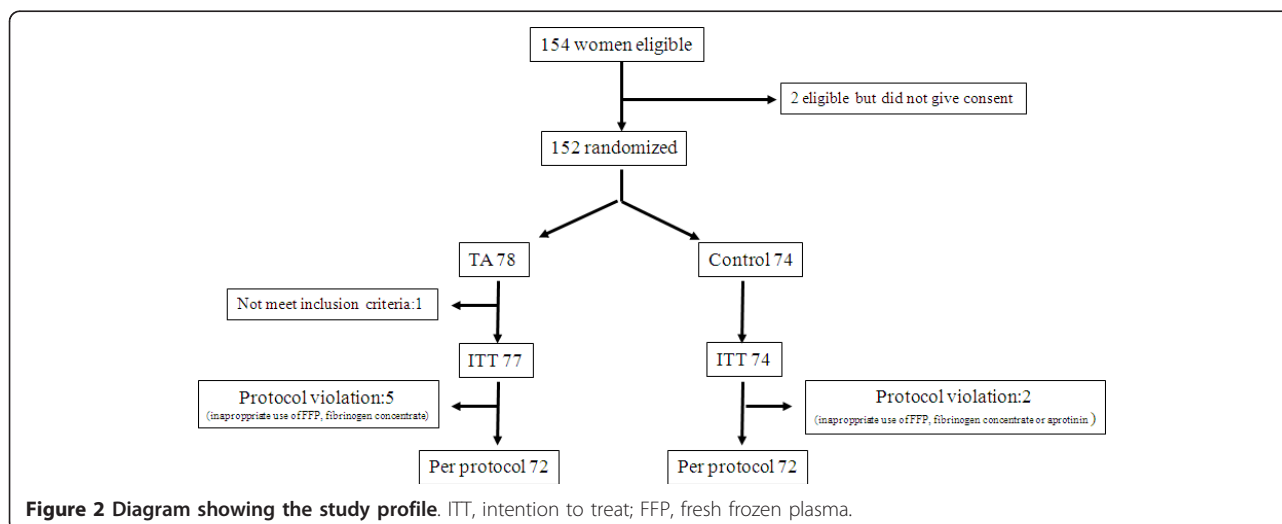 154 women eligible
2 eligible but did not give consent
152 randomized
TA 78
Control 74
Not meet inclusion criteria:1
ITT 77
ITT 74
Protocol violation:5
(inaproppriate use of FFP, fibrinogen concentrate)
Protocol violation:2
(inaproppriate use of FFP, fibrinogen concentrate or aprotinin )
Per protocol 72
Per protocol 72
Figure 2 Diagram showing the study profile. ITT, intention to treat; FFP, fresh frozen plasma.